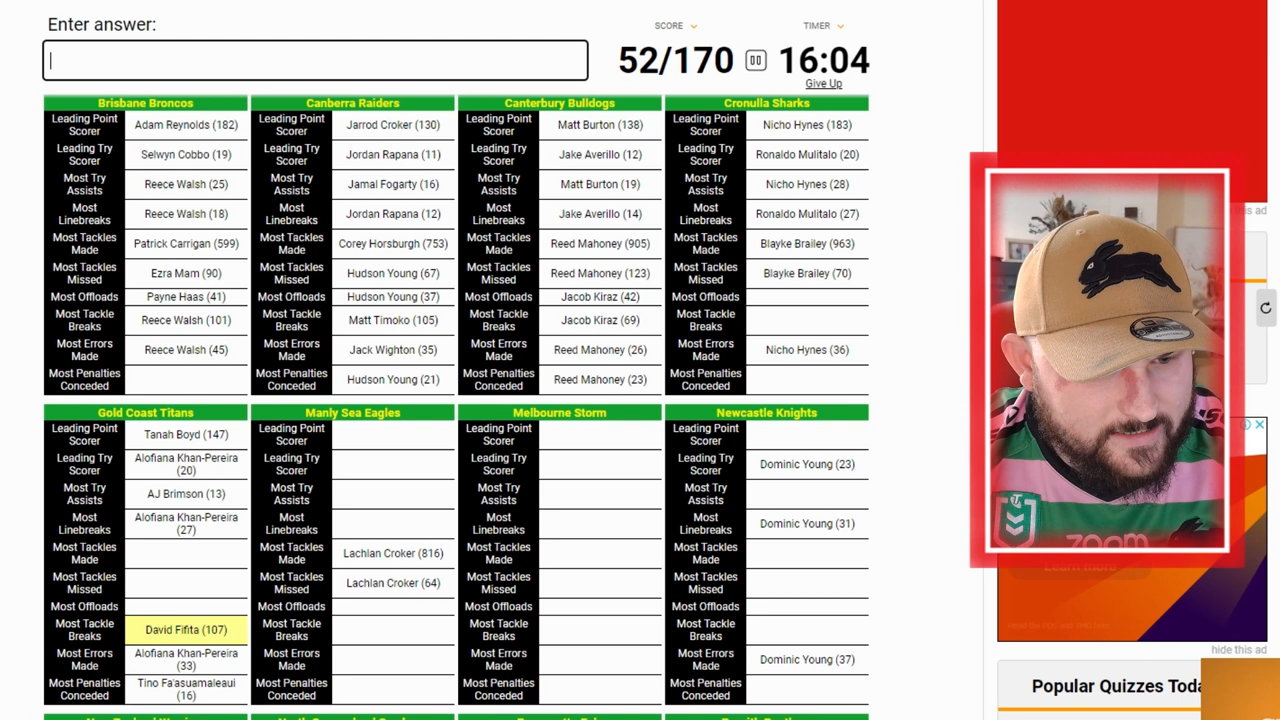 Enter answer:
SCORE
TIMER
52/170
16:04
Give Up
Brisbane Broncos
Leading Point Scorer Adam Reynolds (182)
Leading Try Scorer Selwyn Cobbo (19)
Most Try Assists Reece Walsh (25)
Most Linebreaks Reece Walsh (18)
Most Tackles Made Patrick Carrigan (599)
Most Tackles Missed Ezra Mam (90)
Most Offloads Payne Haas (41)
Most Tackle Breaks Reece Walsh (101)
Most Errors Made Reece Walsh (45)
Most Penalties Conceded
Canberra Raiders
Leading Point Scorer Jarrod Croker (130)
Leading Try Scorer Jordan Rapana (11)
Most Try Assists Jamal Fogarty (16)
Most Linebreaks Jordan Rapana (12)
Most Tackles Made Corey Horsburgh (753)
Most Tackles Missed Hudson Young (67)
Most Offloads Hudson Young (37)
Most Tackle Breaks Matt Timoko (105)
Most Errors Made Jack Wighton (35)
Most Penalties Conceded Hudson Young (21)
Canterbury Bulldogs
Leading Point Scorer Matt Burton (138)
Leading Try Scorer Jake Averillo (12)
Most Try Assists Matt Burton (19)
Most Linebreaks Jake Averillo (14)
Most Tackles Made Reed Mahoney (905)
Most Tackles Missed Reed Mahoney (123)
Most Offloads Jacob Kiraz (42)
Most Tackle Breaks Jacob Kiraz (69)
Most Errors Made Reed Mahoney (26)
Most Penalties Conceded Reed Mahoney (23)
Cronulla Sharks
Leading Point Scorer Nicho Hynes (183)
Leading Try Scorer Ronaldo Mulitalo (20)
Most Try Assists Nicho Hynes (28)
Most Linebreaks Ronaldo Mulitalo (27)
Most Tackles Made Blayke Brailey (963)
Most Tackles Missed Blayke Brailey (70)
Most Offloads
Most Tackle Breaks
Most Errors Made Nicho Hynes (36)
Most Penalties Conceded
Gold Coast Titans
Leading Point Scorer Tanah Boyd (147)
Leading Try Scorer Alofiana Khan-Pereira (20)
Most Try Assists AJ Brimson (13)
Most Linebreaks Alofiana Khan-Pereira (27)
Most Tackles Made
Most Tackles Missed
Most Offloads
Most Tackle Breaks David Fifita (107)
Most Errors Made Alofiana Khan-Pereira (33)
Most Penalties Conceded Tino Fa'asuamaleaui (16)
Manly Sea Eagles
Leading Point Scorer
Leading Try Scorer
Most Try Assists
Most Linebreaks
Most Tackles Made Lachlan Croker (816)
Most Tackles Missed Lachlan Croker (64)
Most Offloads
Most Tackle Breaks
Most Errors Made
Most Penalties Conceded
Melbourne Storm
Leading Point Scorer
Leading Try Scorer
Most Try Assists
Most Linebreaks
Most Tackles Made
Most Tackles Missed
Most Offloads
Most Tackle Breaks
Most Errors Made
Most Penalties Conceded
Newcastle Knights
Leading Point Scorer
Leading Try Scorer Dominic Young (23)
Most Try Assists
Most Linebreaks Dominic Young (31)
Most Tackles Made
Most Tackles Missed
Most Offloads
Most Tackle Breaks
Most Errors Made Dominic Young (37)
Most Penalties Conceded
this ad
NEW ERA
zoom
Learn more
hide this ad
Popular Quizzes Toda